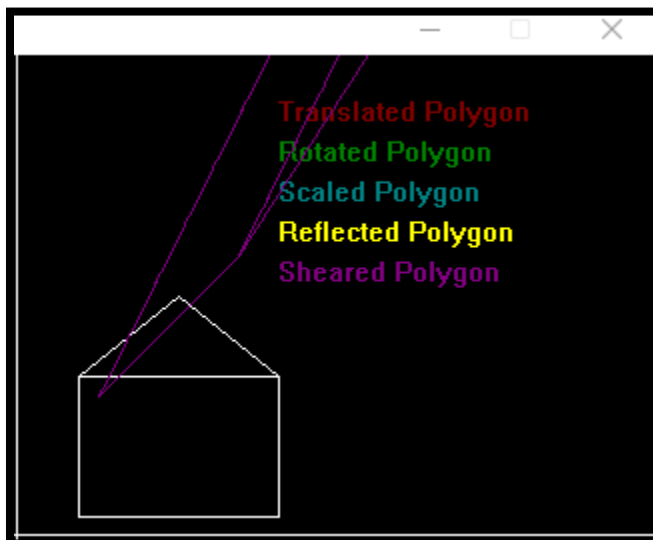 Translated Polygon
Rotated Polygon
Scaled Polygon
Reflected Polygon
Sheared Polygon